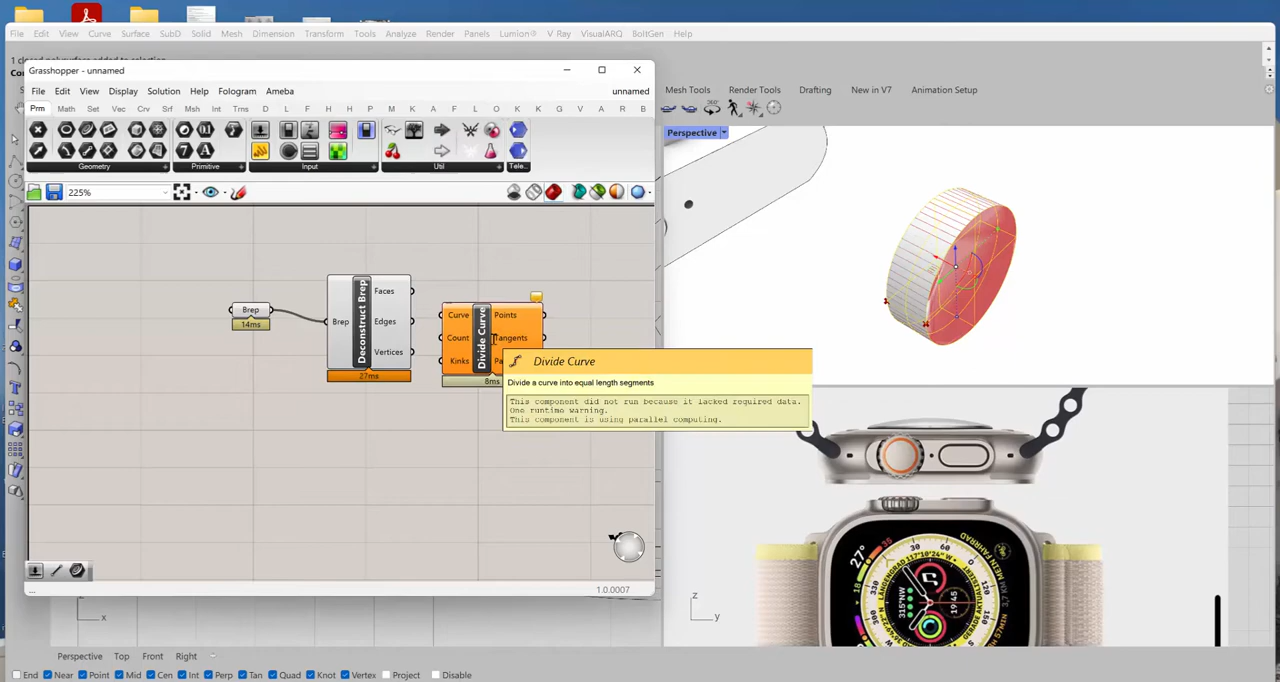 File Edit View Curve Surface SubD Solid Mesh Dimension Transform Tools Analyze Render Panels Lumion® V Ray VisualARQ BoltGen Help
Grasshopper - unnamed
File Edit View Display Solution Help Fologram Ameba unnamed
Mesh Tools Render Tools Drafting New in V7 Animation Setup
Prm Math Set Vec Crv Srf Msh Int Trns D L F H H P M K A F L O K K G V M A R B
Geometry Primitive Input Util Tele...
Perspective
225%
Brep
14ms
Deconstruct Brep
Brep
Faces
Edges
Vertices
27ms
Divide Curve
Curve
Count
Kinks
Points
Tangents
8ms
Divide Curve
Divide a curve into equal length segments
This component did not run because it lacked required data.
One runtime warning.
This component is using parallel computing.
1.0.0007
x
z
y
Perspective Top Front Right
End Near Point Mid Cen Int Perp Tan Quad Knot Vertex Project Disable